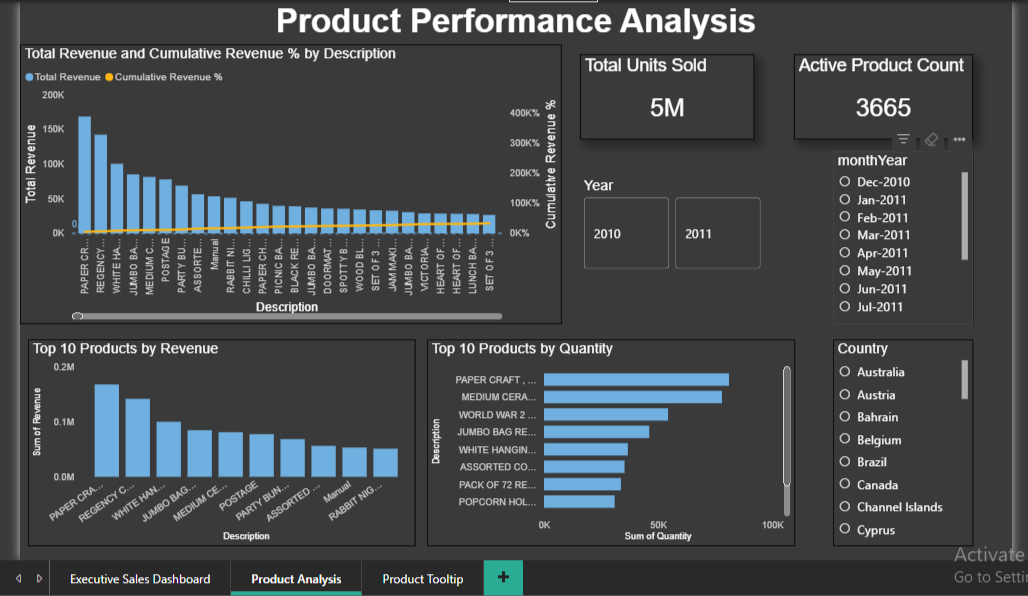 Product Performance Analysis
Total Revenue and Cumulative Revenue % by Description
Total Revenue Cumulative Revenue %
200K
150K
100K
50K
0K
Total Revenue
0
400K%
300K%
200K%
100K%
0K%
Cumulative Revenue %
PAPER CR...
REGENCY...
WHITE HA...
JUMBO BA...
MEDIUM C...
POSTAGE
PARTY BU...
ASSORTE...
Manual
RABBIT NI...
CHILLI LIG...
PAPER CH...
PICNIC BA...
BLACK RE...
JUMBO BA...
DOORMAT...
SPOTTY B...
WOOD BL...
SET OF 3 ...
JAM MAKI...
JUMBO BA...
VICTORIA...
HEART OF...
HEART OF...
LUNCH BA...
SET OF 3 ...
Description
Total Units Sold
5M
Active Product Count
3665
Year
2010
2011
monthYear
Dec-2010
Jan-2011
Feb-2011
Mar-2011
Apr-2011
May-2011
Jun-2011
Jul-2011
Top 10 Products by Revenue
0.2M
0.1M
0.0M
Sum of Revenue
PAPER CRA...
REGENCY C...
WHITE HAN...
JUMBO BAG...
MEDIUM CE...
POSTAGE
PARTY BUN...
ASSORTED ...
Manual
RABBIT NIG...
Description
Top 10 Products by Quantity
Description
PAPER CRAFT , ...
MEDIUM CERA...
WORLD WAR 2 ...
JUMBO BAG RE...
WHITE HANGIN...
ASSORTED CO...
PACK OF 72 RE...
POPCORN HOL...
0K
50K
100K
Sum of Quantity
Country
Australia
Austria
Bahrain
Belgium
Brazil
Canada
Channel Islands
Cyprus
Activate
Go to Setti
Executive Sales Dashboard
Product Analysis
Product Tooltip
+